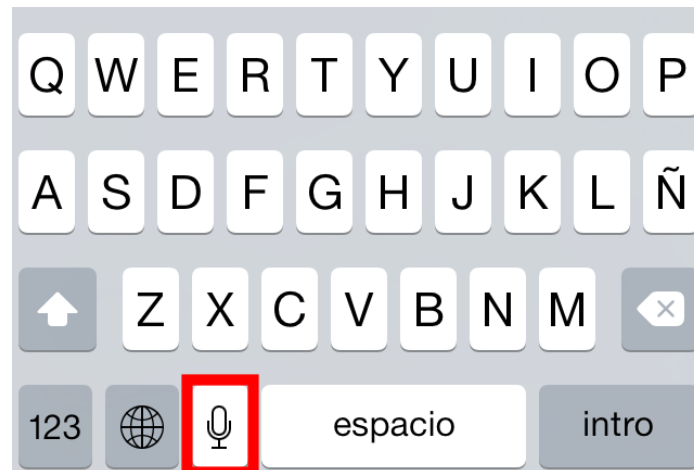 Q W E R T Y U I O P
A S D F G H J K L Ñ
Z X C V B N M
123 espacio intro